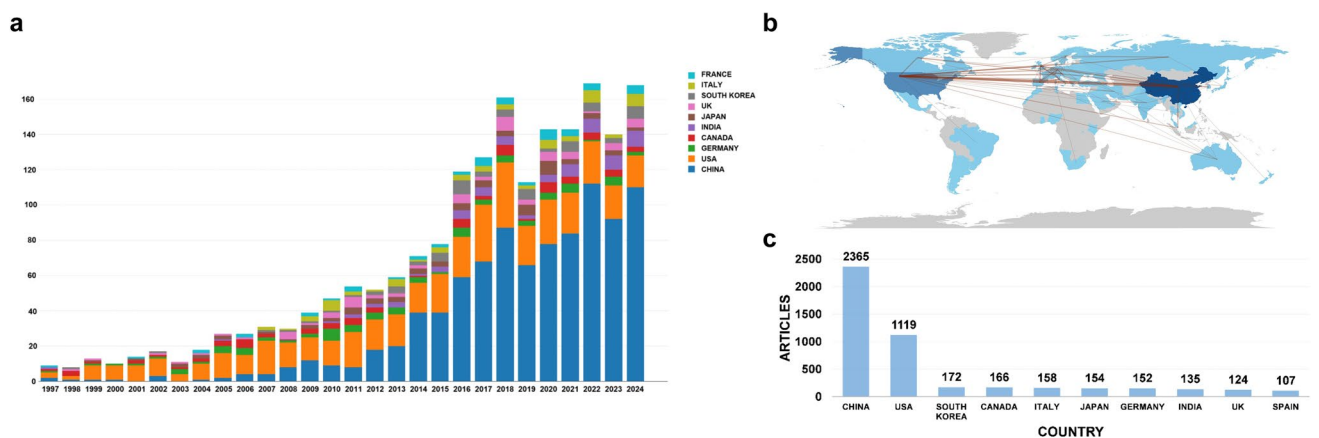 a
FRANCE
ITALY
SOUTH KOREA
UK
JAPAN
INDIA
CANADA
GERMANY
USA
CHINA
160
140
120
100
80
60
40
20
0
1997 1998 1999 2000 2001 2002 2003 2004 2005 2006 2007 2008 2009 2010 2011 2012 2013 2014 2015 2016 2017 2018 2019 2020 2021 2022 2023 2024
b
c
2500
2000
1500
1000
500
0
ARTICLES
2365
1119
172
166
158
154
152
135
124
107
CHINA USA SOUTH CANADA ITALY JAPAN GERMANY INDIA UK SPAIN
KOREA
COUNTRY